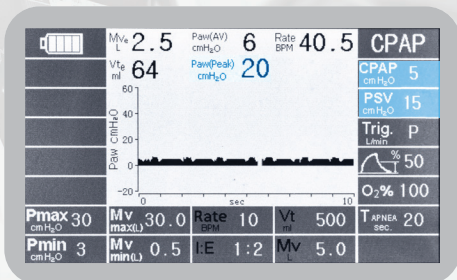 MVe L 2.5 Paw(AV) cmH₂O 6 Rate BPM 40.5 CPAP
Vte ml 64 Paw(Peak) cmH₂O 20
CPAP cmH₂O 5
PSV cmH₂O 15
Trig. L/min P
% 50
O₂% 100
Paw cmH₂O
60
40
20
0
-20
0 sec 10
Pmax cmH₂O 30 Mv max(L) 30.0 Rate BPM 10 Vt ml 500 T APNEA sec. 20
Pmin cmH₂O 3 Mv min(L) 0.5 I:E 1:2 Mv L 5.0